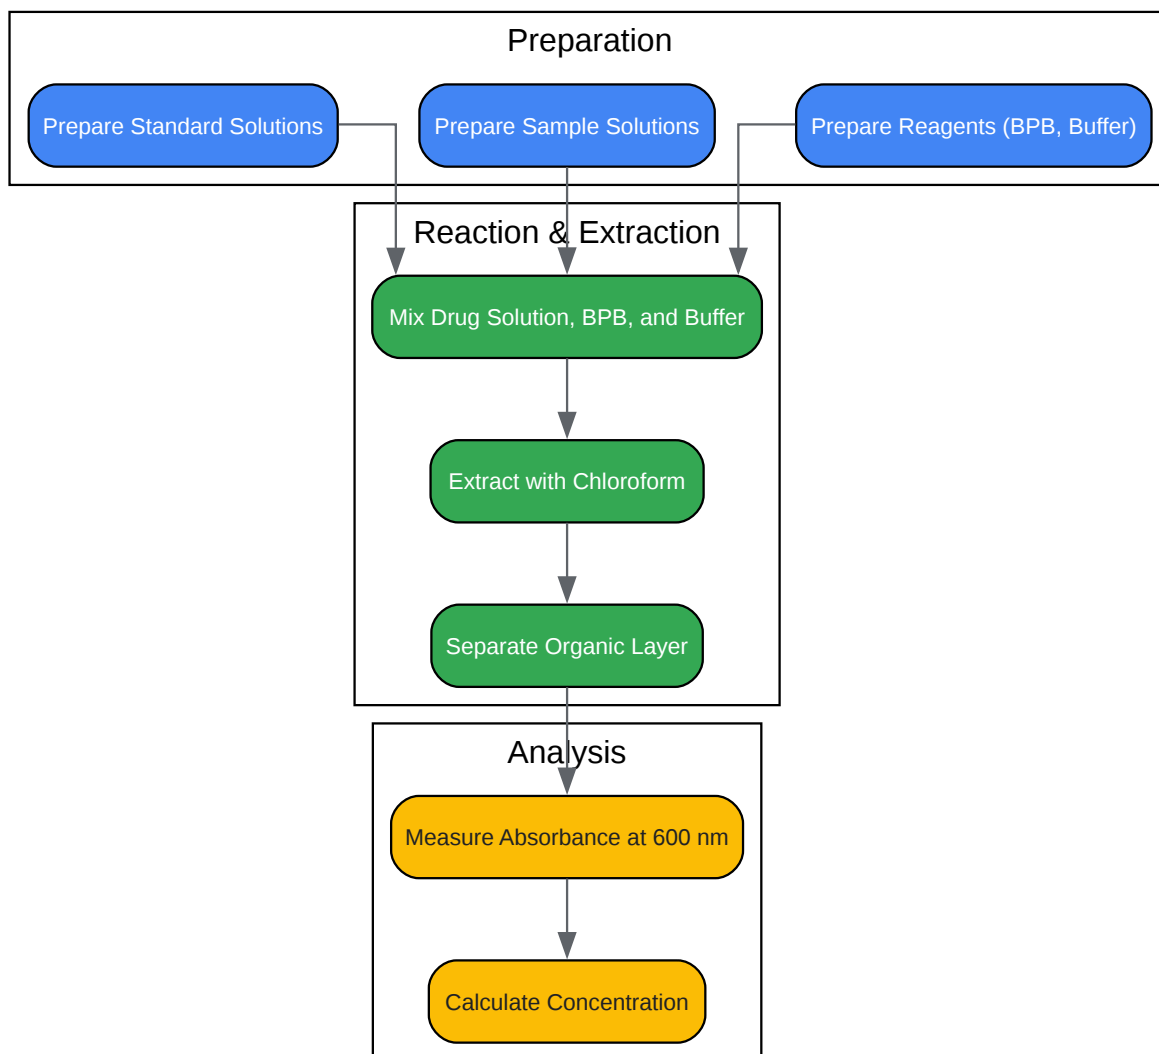 Preparation
Prepare Standard Solutions
Prepare Sample Solutions
Prepare Reagents (BPB, Buffer)
Reaction & Extraction
Mix Drug Solution, BPB, and Buffer
Extract with Chloroform
Separate Organic Layer
Analysis
Measure Absorbance at 600 nm
Calculate Concentration